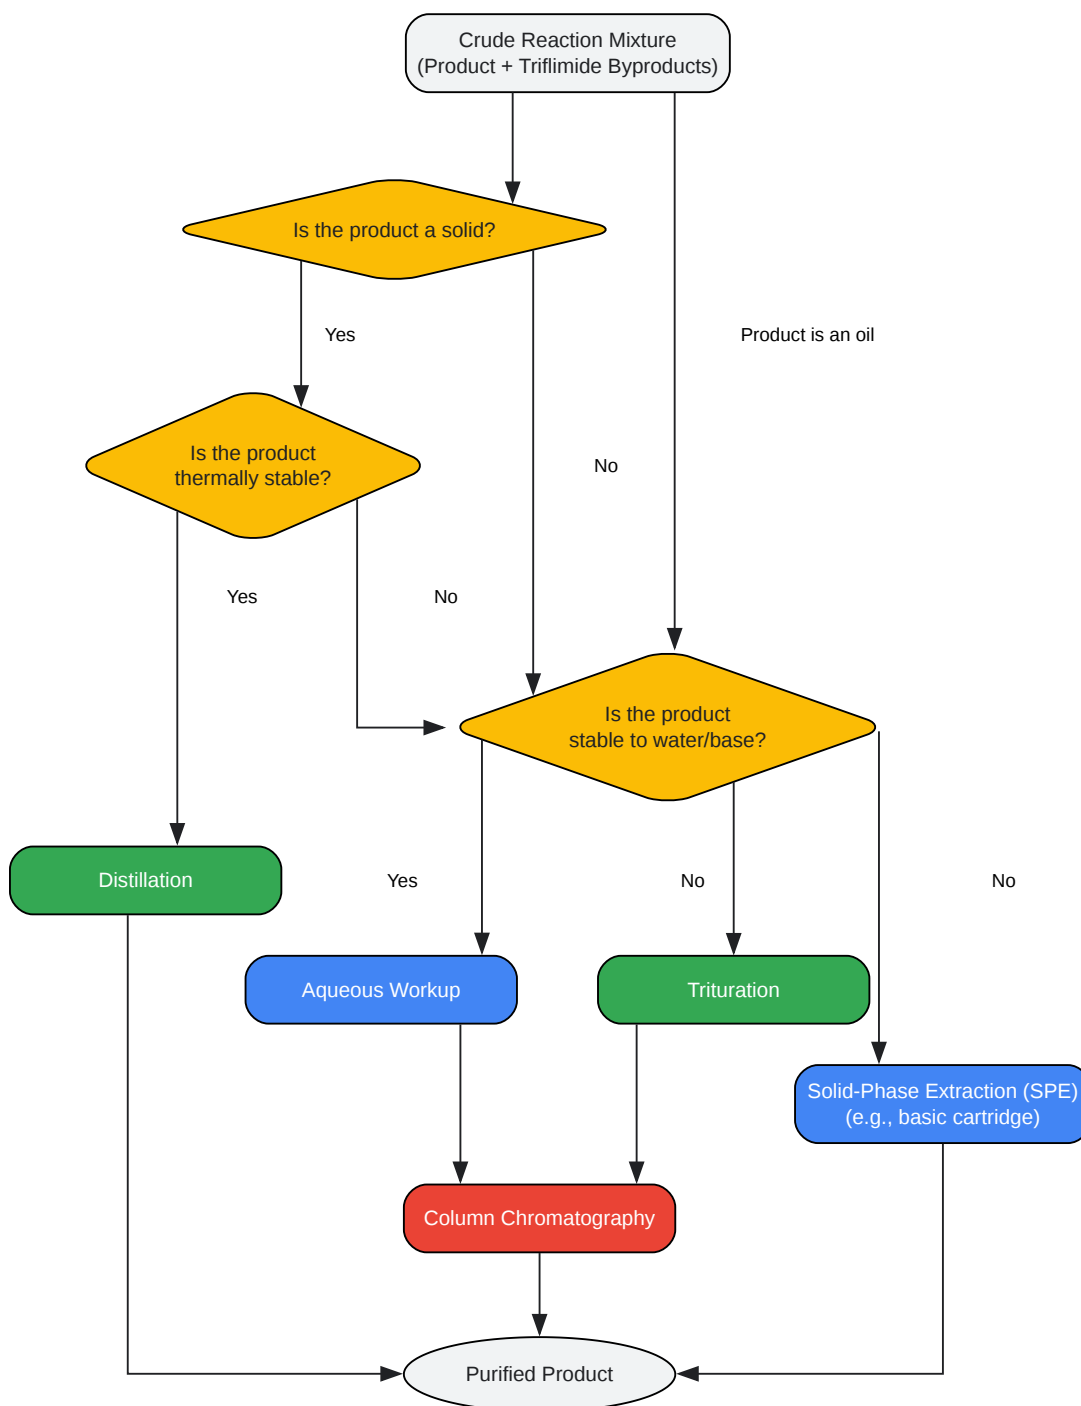 Crude Reaction Mixture
(Product + Triflimide Byproducts)
Is the product a solid?
Yes
Product is an oil
Is the product
thermally stable?
No
Yes
No
Is the product
stable to water/base?
Distillation
Yes
No
No
Aqueous Workup
Trituration
Solid-Phase Extraction (SPE)
(e.g., basic cartridge)
Column Chromatography
Purified Product